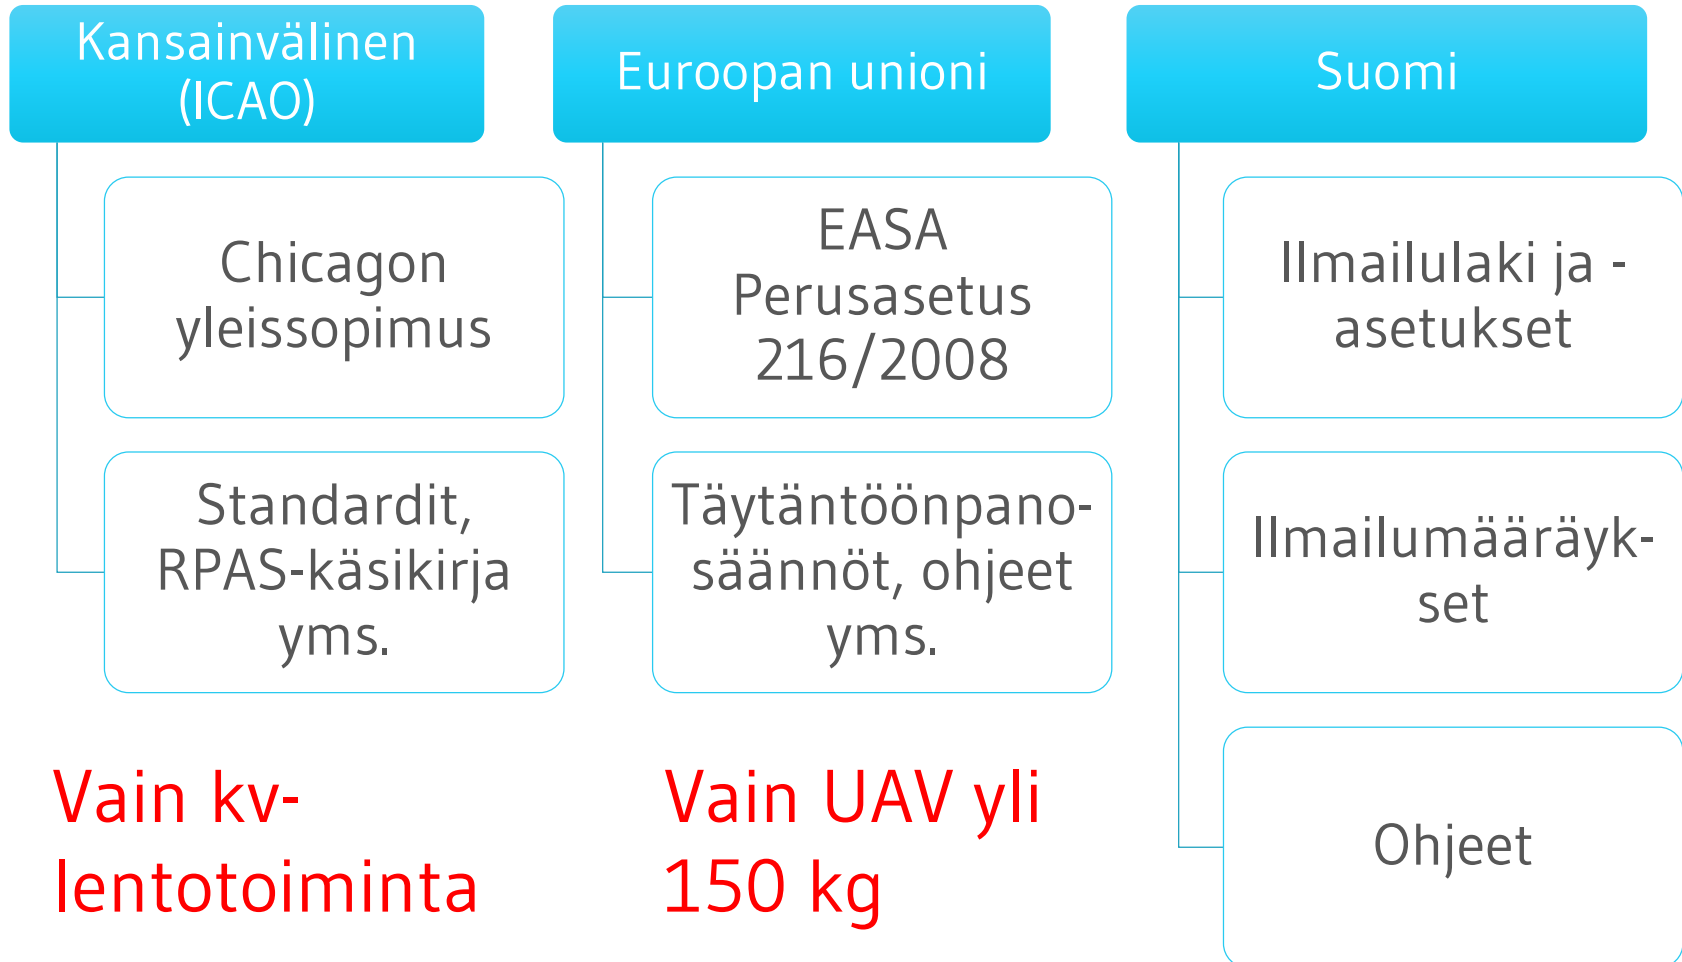 Kansainvälinen
(ICAO)
Chicagon
yleissopimus
Standardit,
RPAS-käsikirja
yms.
Vain kv-
lentotoiminta
Euroopan unioni
EASA
Perusasetus
216/2008
Täytäntöönpano-
säännöt, ohjeet
yms.
Vain UAV yli
150 kg
Suomi
Ilmailulaki ja -
asetukset
Ilmailumääräyk-
set
Ohjeet